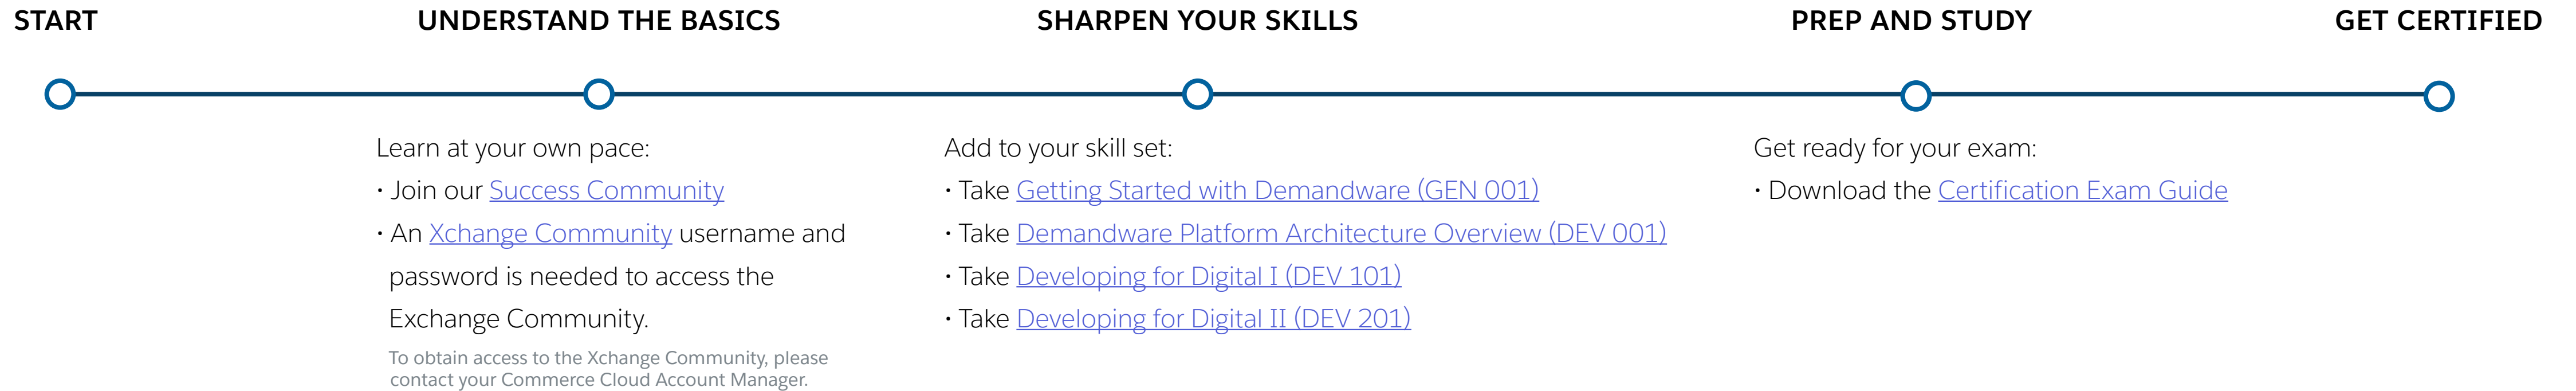 START
UNDERSTAND THE BASICS
SHARPEN YOUR SKILLS
PREP AND STUDY
GET CERTIFIED
Learn at your own pace:
• Join our Success Community
• An Xchange Community username and
password is needed to access the
Exchange Community.
To obtain access to the Xchange Community, please
contact your Commerce Cloud Account Manager.
Add to your skill set:
• Take Getting Started with Demandware (GEN 001)
• Take Demandware Platform Architecture Overview (DEV 001)
• Take Developing for Digital I (DEV 101)
• Take Developing for Digital II (DEV 201)
Get ready for your exam:
• Download the Certification Exam Guide